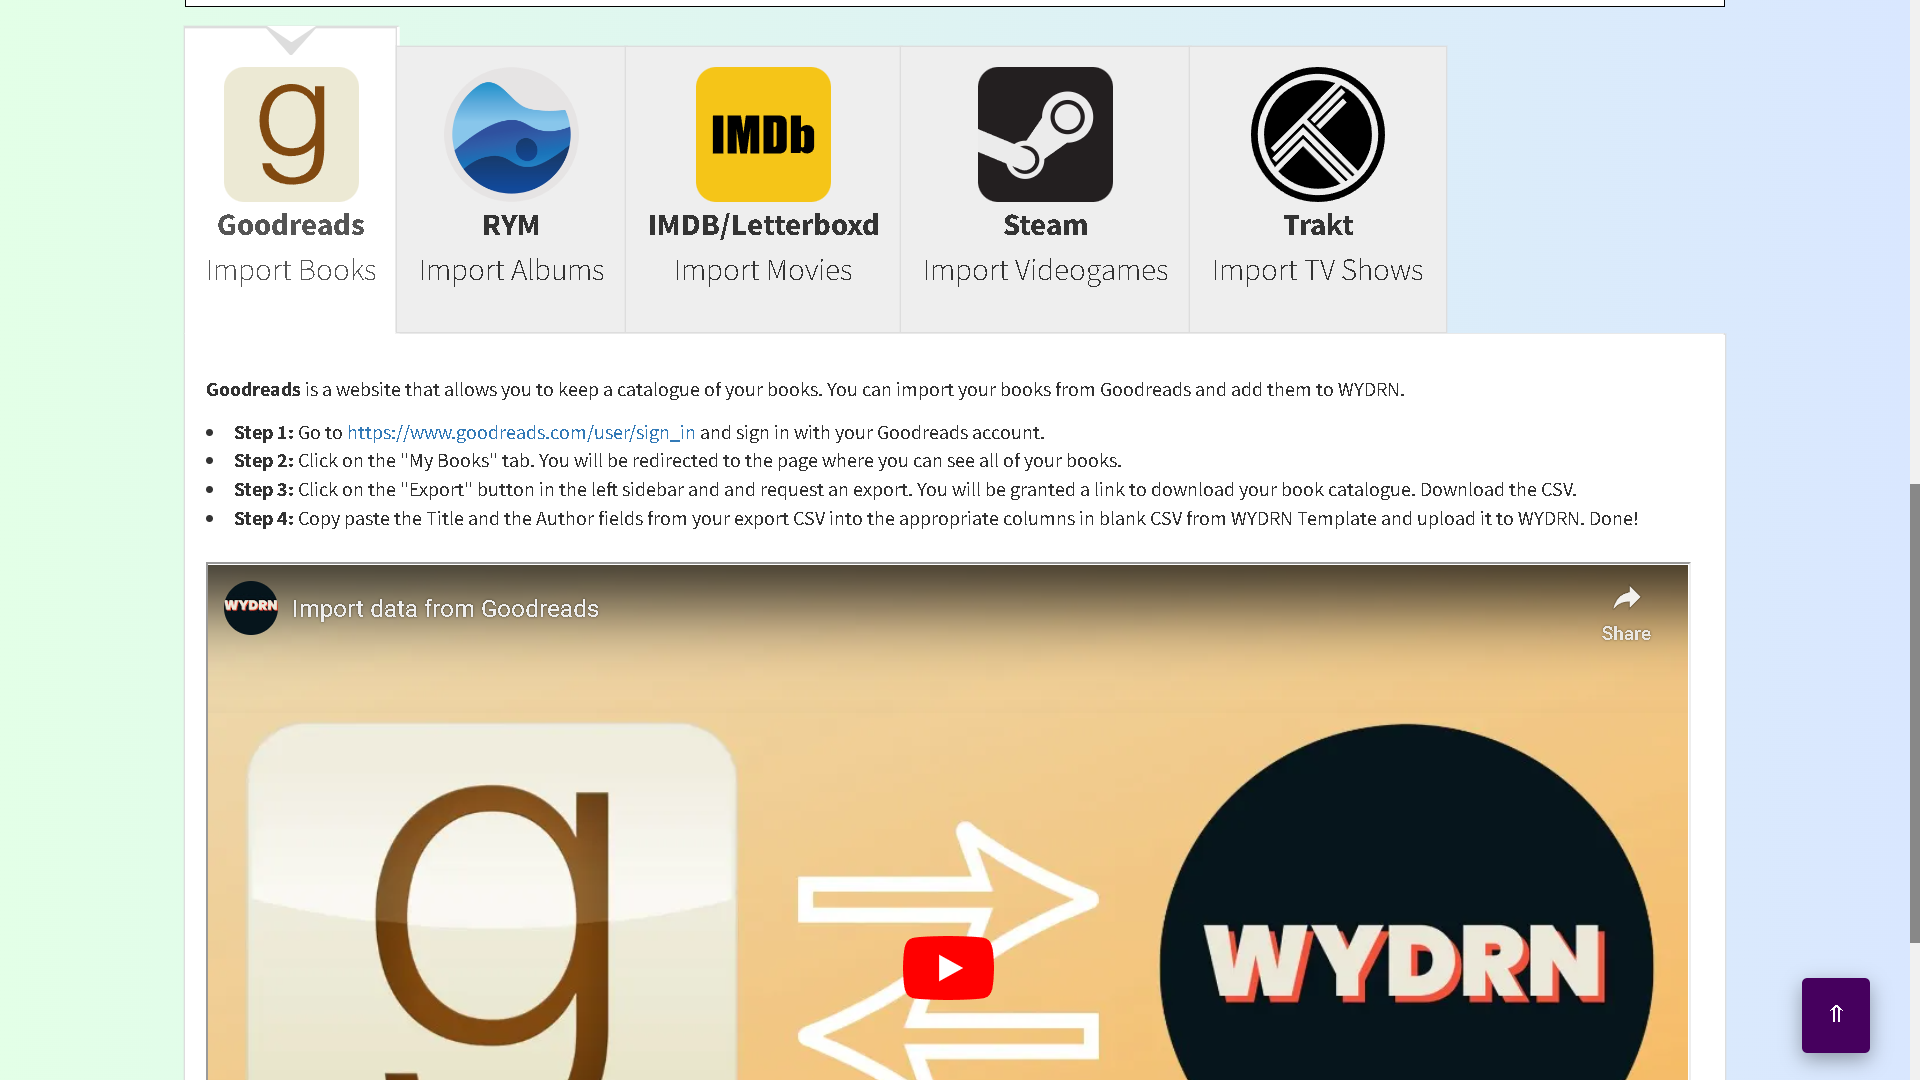 g
IMDb
Goodreads
Import Books
RYM
Import Albums
IMDB/Letterboxd
Import Movies
Steam
Import Videogames
Trakt
Import TV Shows
Goodreads is a website that allows you to keep a catalogue of your books. You can import your books from Goodreads and add them to WYDRN.
Step 1: Go to https://www.goodreads.com/user/sign_in and sign in with your Goodreads account.
Step 2: Click on the "My Books" tab. You will be redirected to the page where you can see all of your books.
Step 3: Click on the "Export" button in the left sidebar and and request an export. You will be granted a link to download your book catalogue. Download the CSV.
Step 4: Copy paste the Title and the Author fields from your export CSV into the appropriate columns in blank CSV from WYDRN Template and upload it to WYDRN. Done!
WYDRN
Import data from Goodreads
Share
g
WYDRN
⇑